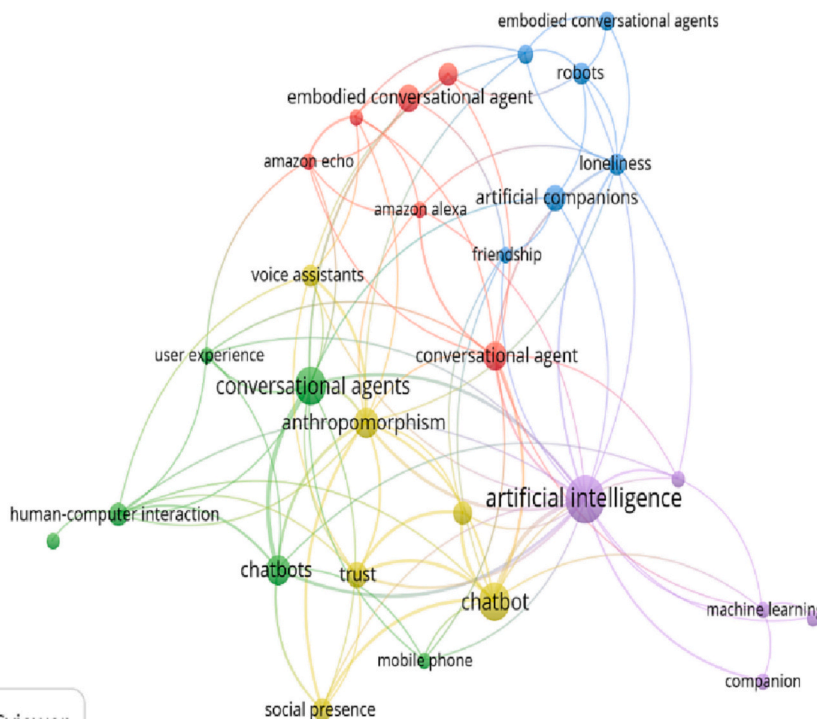 embodied conversational agents
robots
embodied conversational agent
amazon echo
loneliness
artificial companions
amazon alexa
friendship
voice assistants
user experience
conversational agent
conversational agents
anthropomorphism
artificial intelligence
human-computer interaction
chatbots
trust
chatbot
machine learning
mobile phone
companion
social presence